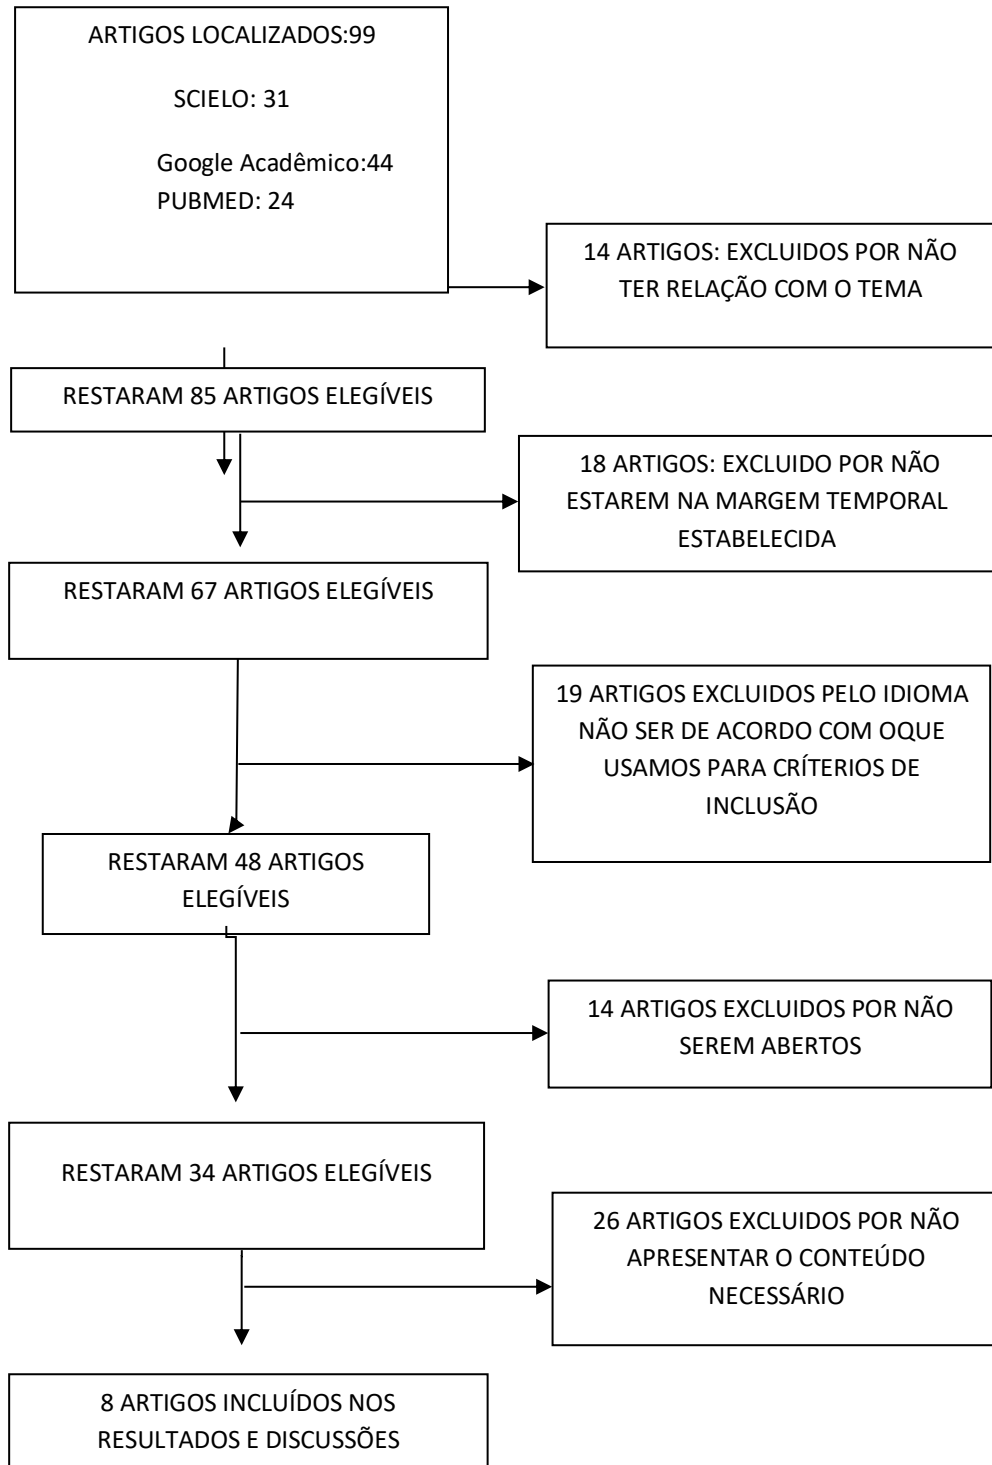 ARTIGOS LOCALIZADOS:99
SCIELO: 31
Google Acadêmico:44
PUBMED: 24
14 ARTIGOS: EXCLUIDOS POR NÃO
TER RELAÇÃO COM O TEMA
RESTARAM 85 ARTIGOS ELEGÍVEIS
18 ARTIGOS: EXCLUIDO POR NÃO
ESTAREM NA MARGEM TEMPORAL
ESTABELECIDA
RESTARAM 67 ARTIGOS ELEGÍVEIS
19 ARTIGOS EXCLUIDOS PELO IDIOMA
NÃO SER DE ACORDO COM OQUE
USAMOS PARA CRÍTERIOS DE
INCLUSÃO
RESTARAM 48 ARTIGOS
ELEGÍVEIS
14 ARTIGOS EXCLUIDOS POR NÃO
SEREM ABERTOS
RESTARAM 34 ARTIGOS ELEGÍVEIS
26 ARTIGOS EXCLUIDOS POR NÃO
APRESENTAR O CONTEÚDO
NECESSÁRIO
8 ARTIGOS INCLUÍDOS NOS
RESULTADOS E DISCUSSÕES